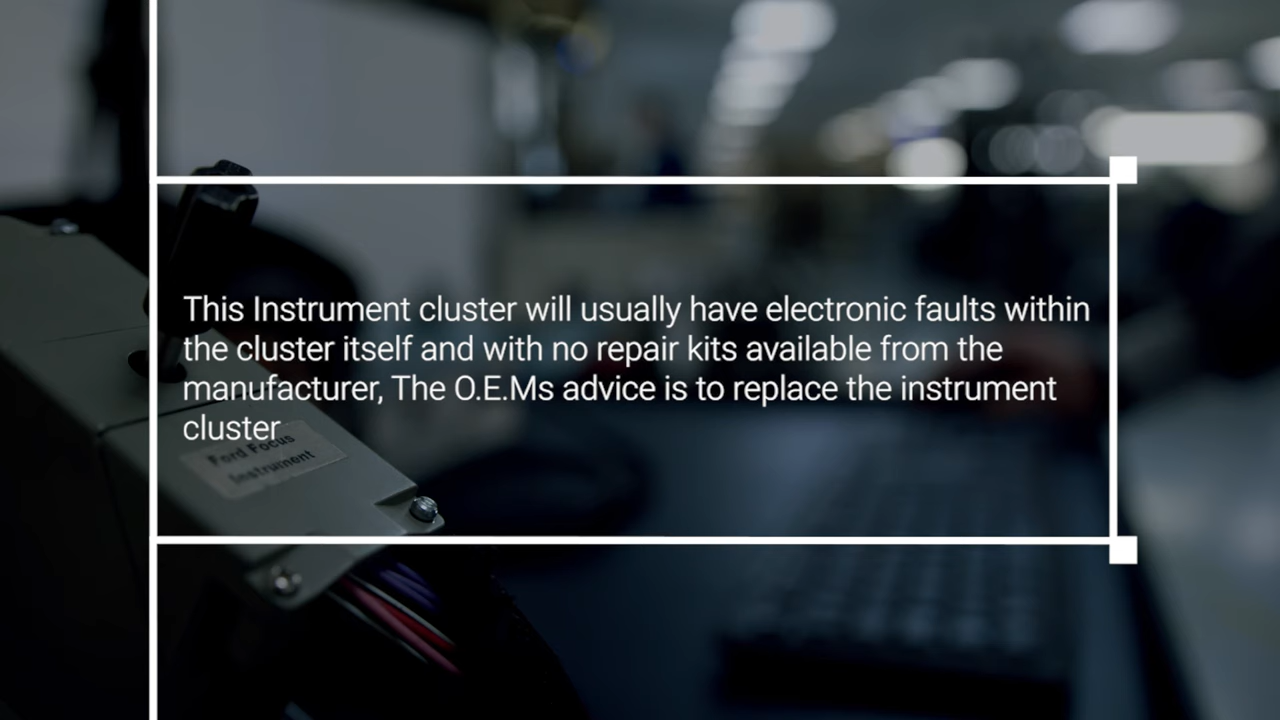 This Instrument cluster will usually have electronic faults within
the cluster itself and with no repair kits available from the
manufacturer, The O.E.Ms advice is to replace the instrument
cluster
Ford Focus
Instrument